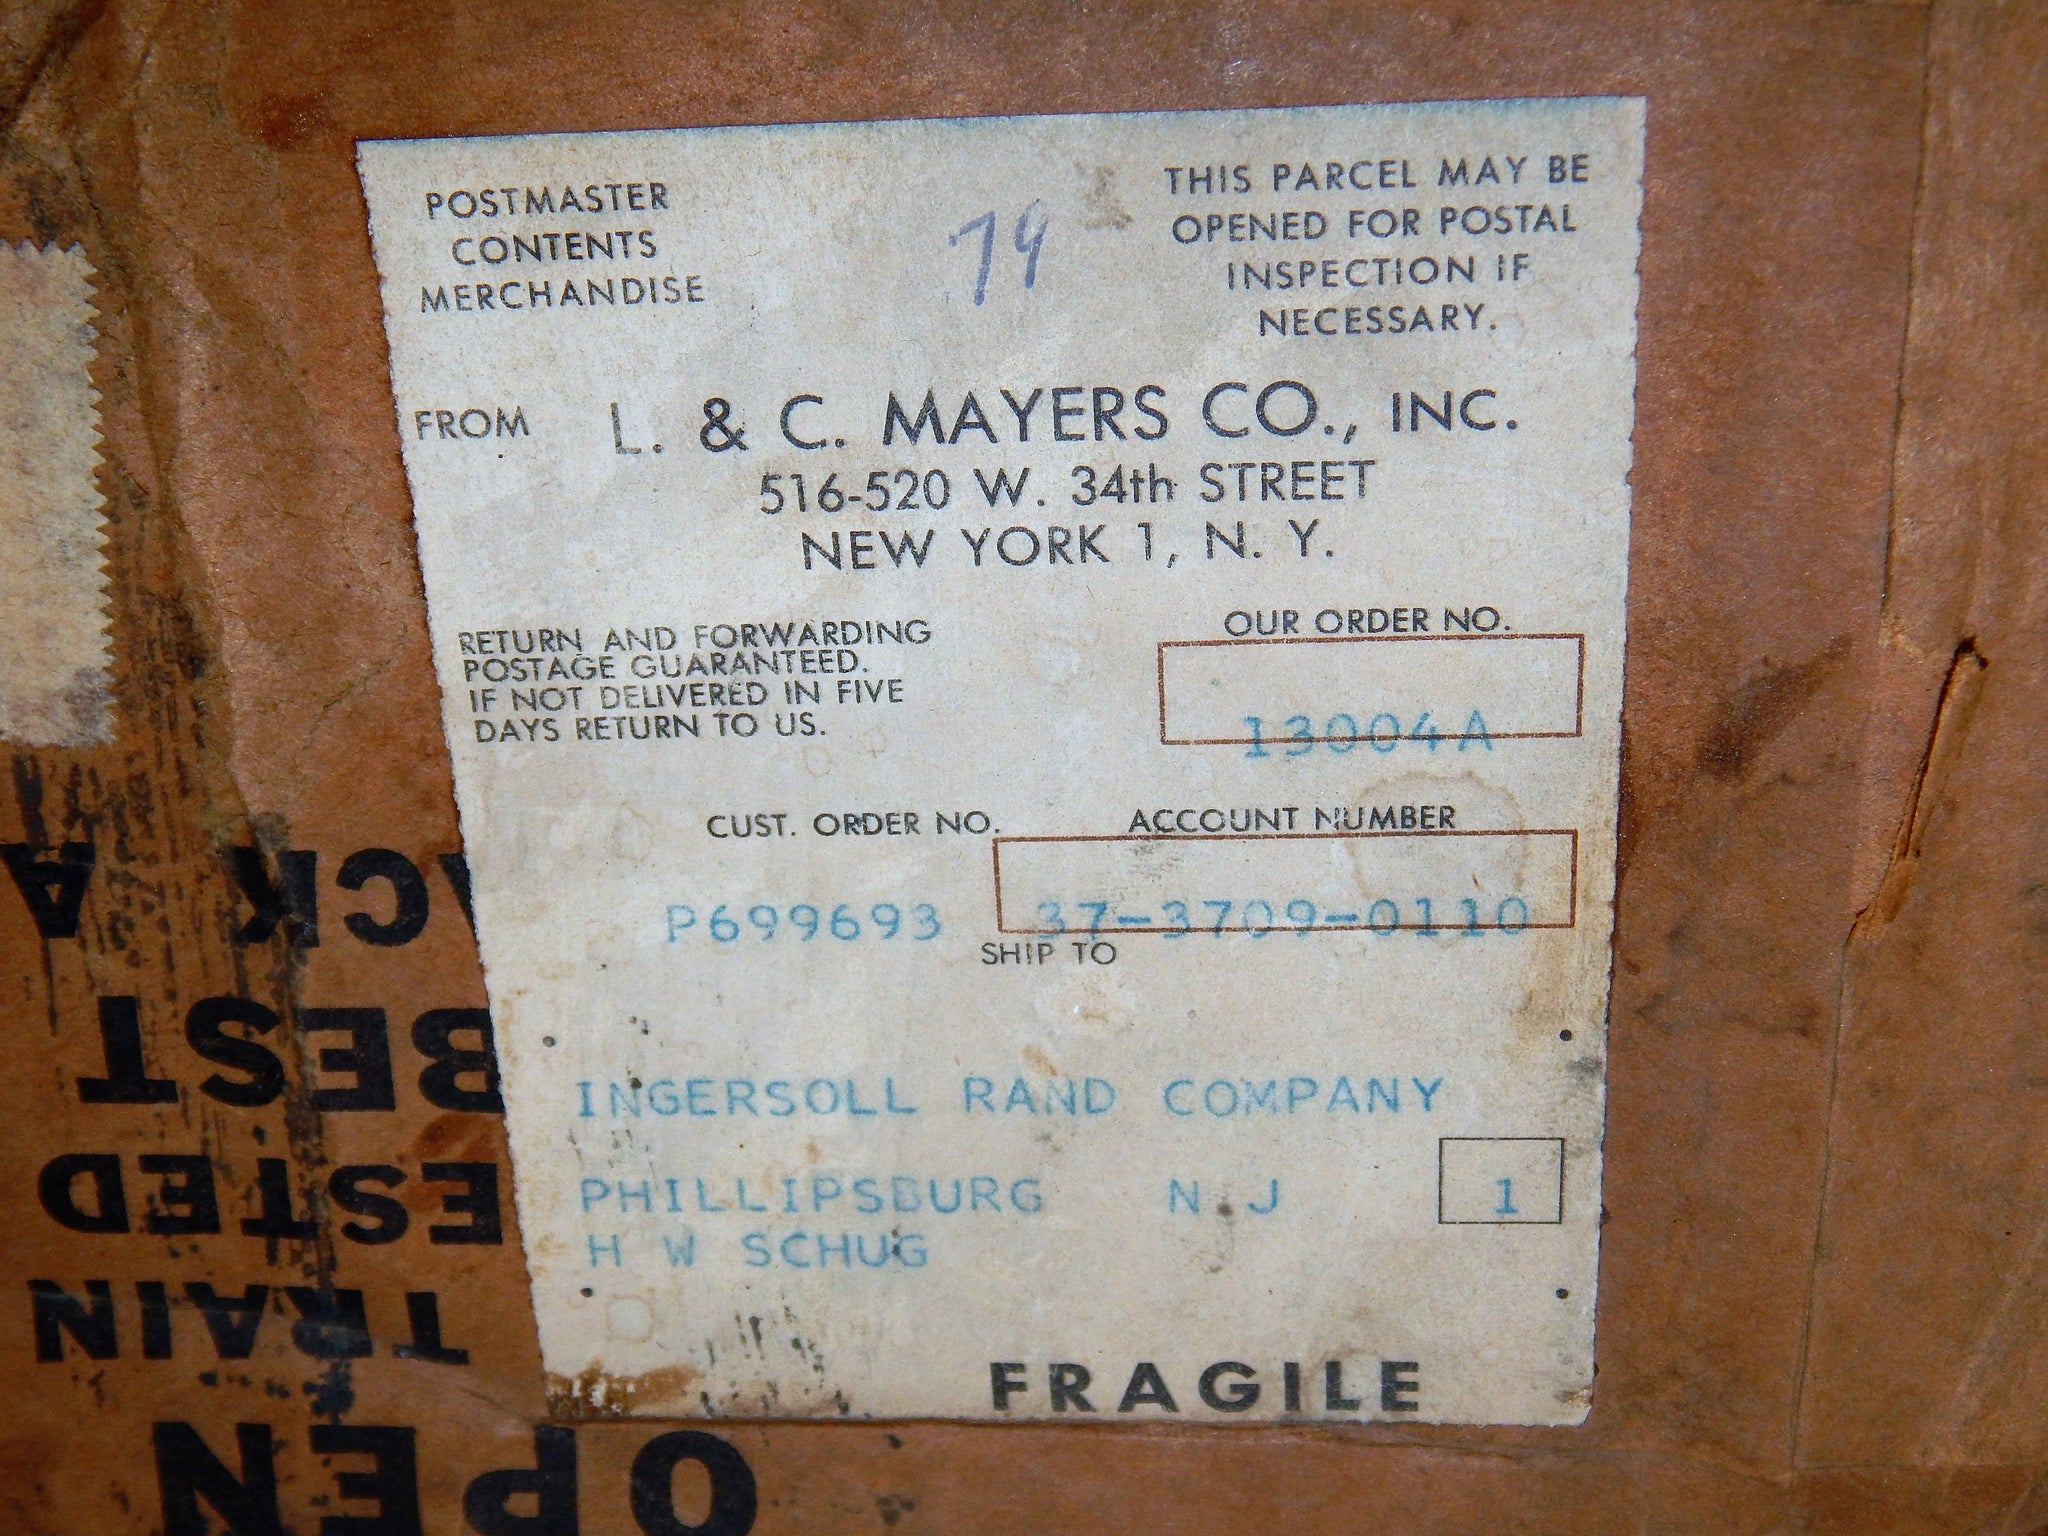 POSTMASTER
CONTENTS
MERCHANDISE
79
THIS PARCEL MAY BE
OPENED FOR POSTAL
INSPECTION IF
NECESSARY.
FROM L. & C. MAYERS CO., INC.
516-520 W. 34th STREET
NEW YORK 1, N. Y.
RETURN AND FORWARDING
POSTAGE GUARANTEED.
IF NOT DELIVERED IN FIVE
DAYS RETURN TO US.
OUR ORDER NO.
13004A
CUST. ORDER NO. ACCOUNT NUMBER
P699693 37-3709-0110
SHIP TO
INGERSOLL RAND COMPANY
PHILLIPSBURG N J 1
H W SCHUG
FRAGILE
OPEN
TRAIN
ESTED
BEST
ACK A